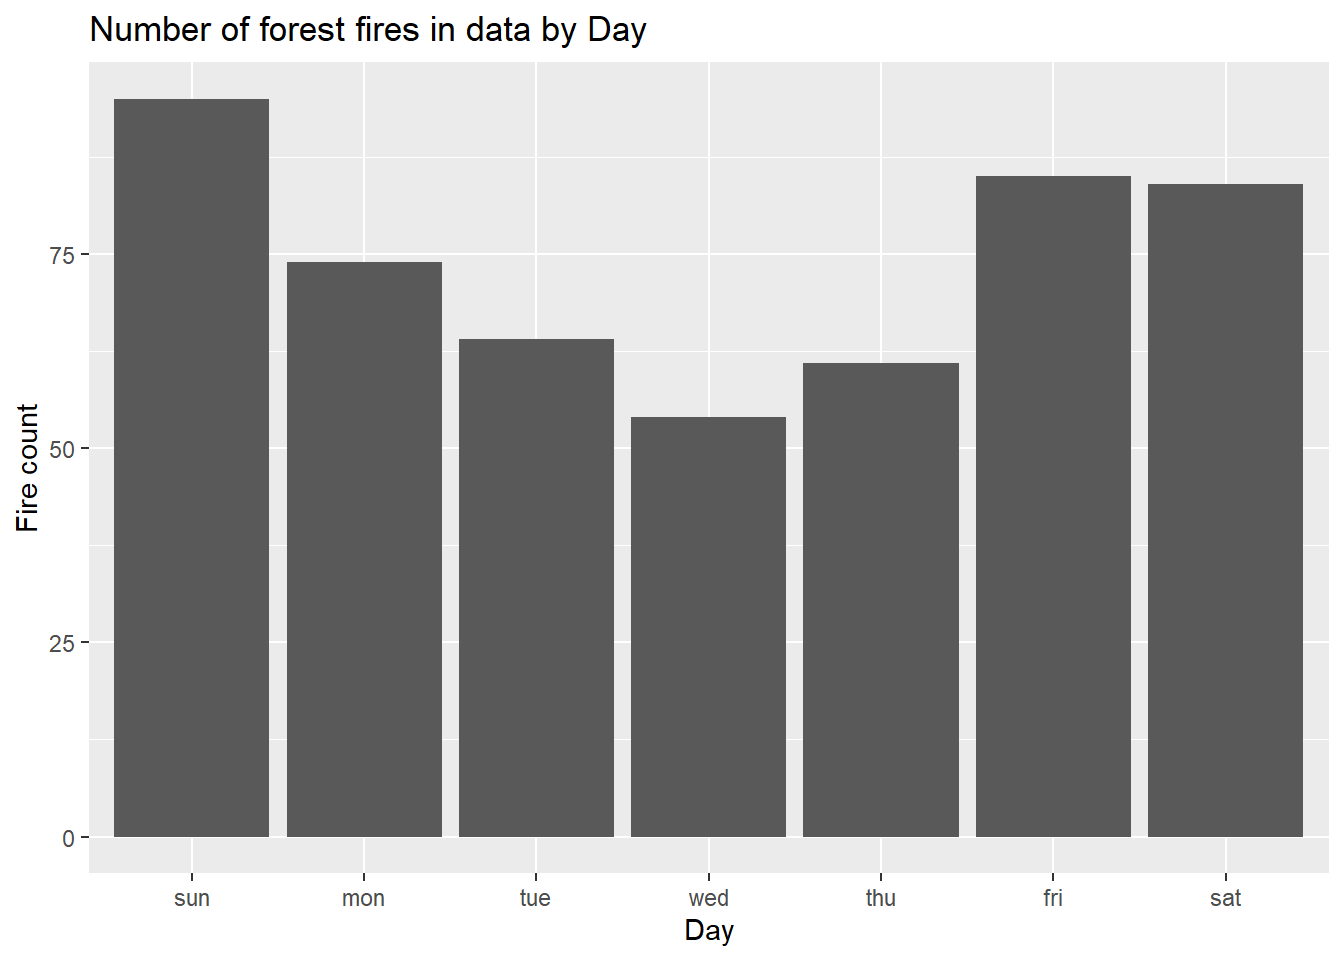 Number of forest fires in data by Day
Fire count
75
50
25
0
sun mon tue wed thu fri sat
Day